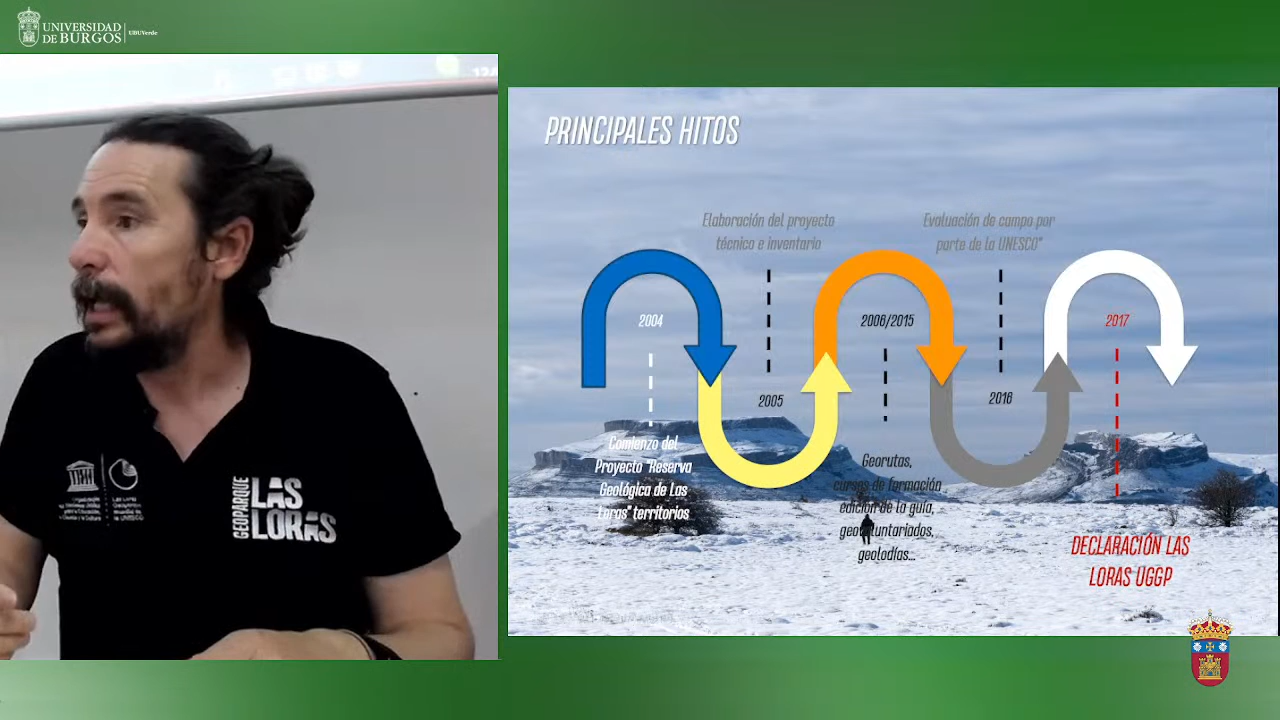 UNIVERSIDAD
DE BURGOS
UBUVerde
PRINCIPALES HITOS
Elaboración del proyecto
técnico e inventario
Evaluación de campo por
parte de la UNESCO"
2004
2006/2015
2017
2005
2016
Comienzo del
Proyecto "Reserva
Geológica de Las
Loras" territorios
Georutas,
cursos de formación
edición de la guía,
geovoluntariados,
geolodías...
DECLARACIÓN LAS
LORAS UGGP
GEOPARQUE
LAS
LORAS